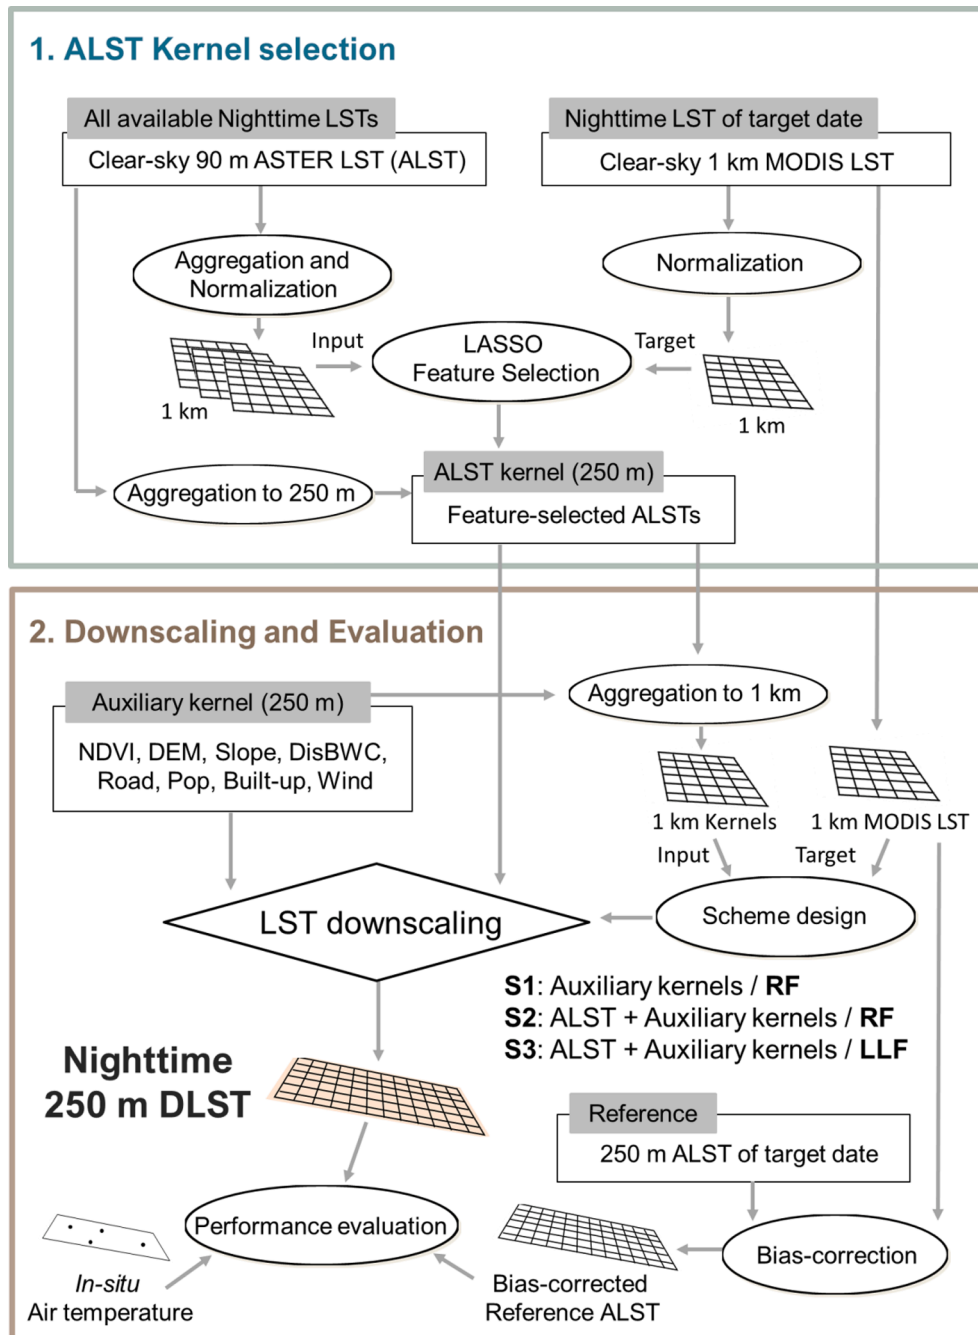 1. ALST Kernel selection
All available Nighttime LSTs
Clear-sky 90 m ASTER LST (ALST)
Nighttime LST of target date
Clear-sky 1 km MODIS LST
Aggregation and
Normalization
Normalization
Input
LASSO
Feature Selection
Target
1 km
1 km
Aggregation to 250 m
ALST kernel (250 m)
Feature-selected ALSTs
2. Downscaling and Evaluation
Auxiliary kernel (250 m)
NDVI, DEM, Slope, DisBWC,
Road, Pop, Built-up, Wind
Aggregation to 1 km
1 km Kernels
1 km MODIS LST
Input
Target
LST downscaling
Scheme design
S1: Auxiliary kernels / RF
S2: ALST + Auxiliary kernels / RF
S3: ALST + Auxiliary kernels / LLF
Nighttime
250 m DLST
Reference
250 m ALST of target date
Performance evaluation
Bias-correction
In-situ
Air temperature
Bias-corrected
Reference ALST